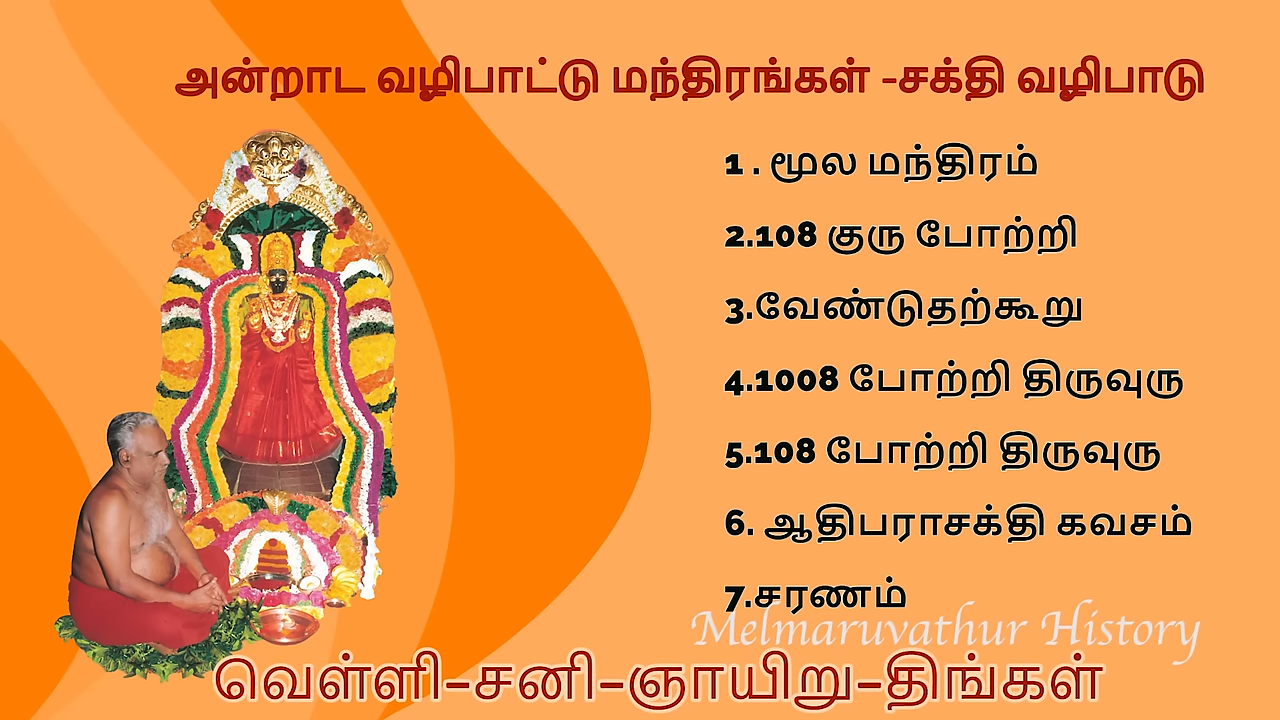 அன்றாட வழிபாட்டு மந்திரங்கள் -சக்தி வழிபாடு
1 . மூல மந்திரம்
2.108 குரு போற்றி
3.வேண்டுதற்கூறு
4.1008 போற்றி திருவுரு
5.108 போற்றி திருவுரு
6. ஆதிபராசக்தி கவசம்
7.சரணம்
Melmaruvathur History
வெள்ளி-சனி-ஞாயிறு-திங்கள்